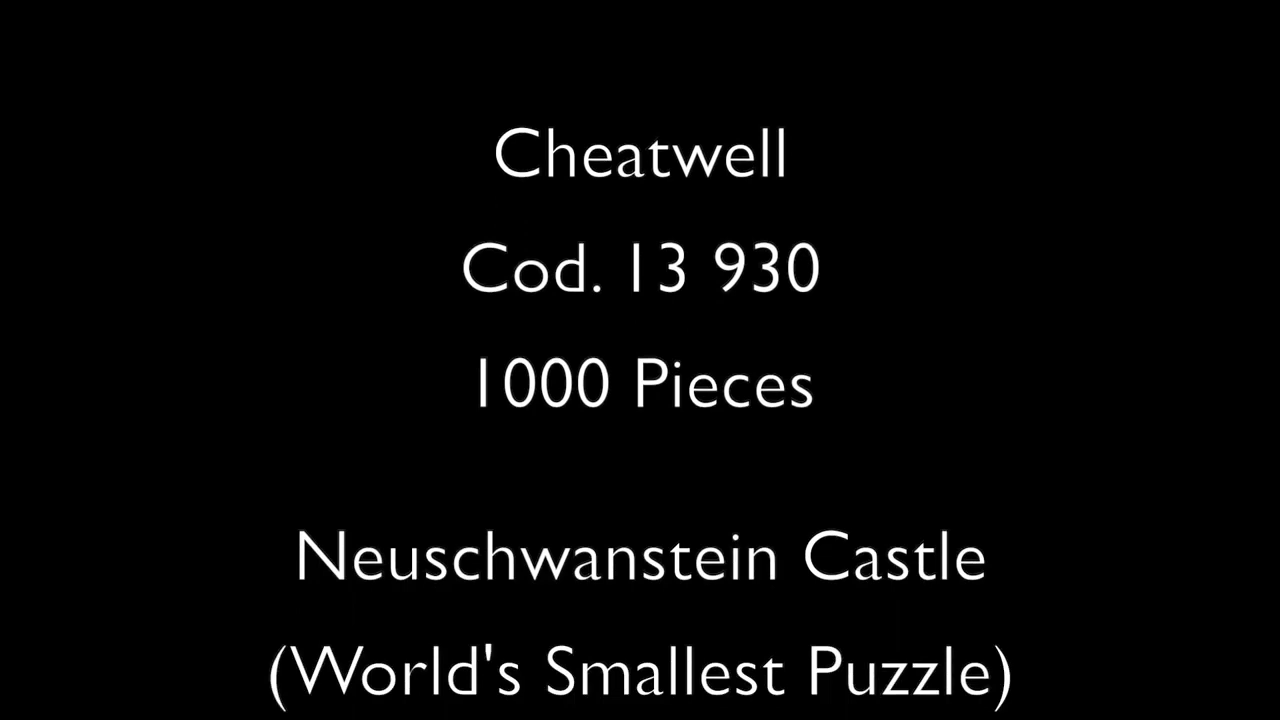 Cheatwell
Cod. 13 930
1000 Pieces
Neuschwanstein Castle
(World's Smallest Puzzle)